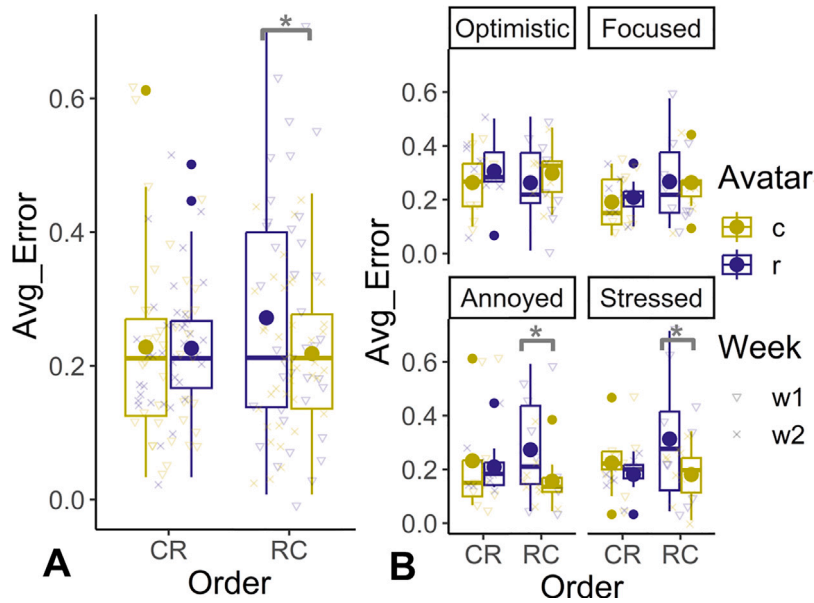 Avg_Error
0.6
0.4
0.2
0.0
*
CR
RC
Order
A
Optimistic
Focused
Avg_Error
0.6
0.4
0.2
0.0
Annoyed
Stressed
0.6
0.4
0.2
0.0
*
*
CR
RC
CR
RC
Order
B
Avatar
c
r
Week
w1
w2